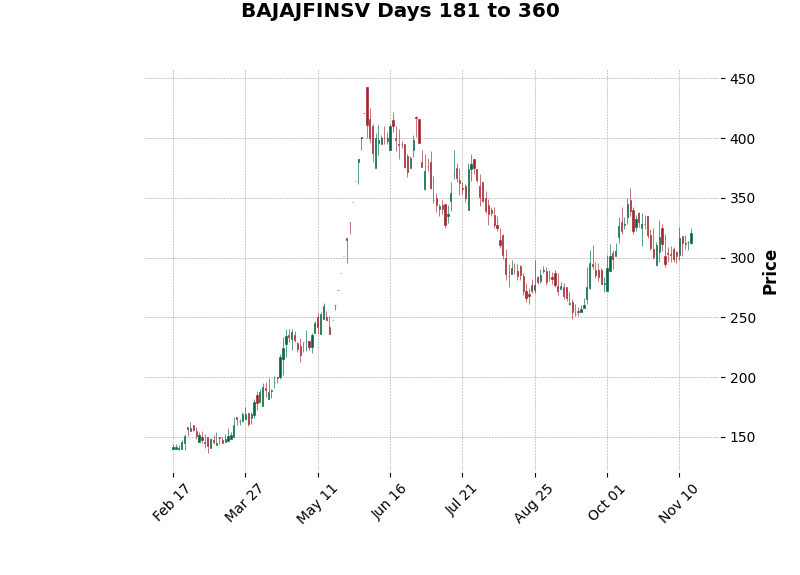 BAJAJFINSV Days 181 to 360
450
400
350
300
250
200
150
Price
Feb 17
Mar 27
May 11
Jun 16
Jul 21
Aug 25
Oct 01
Nov 10